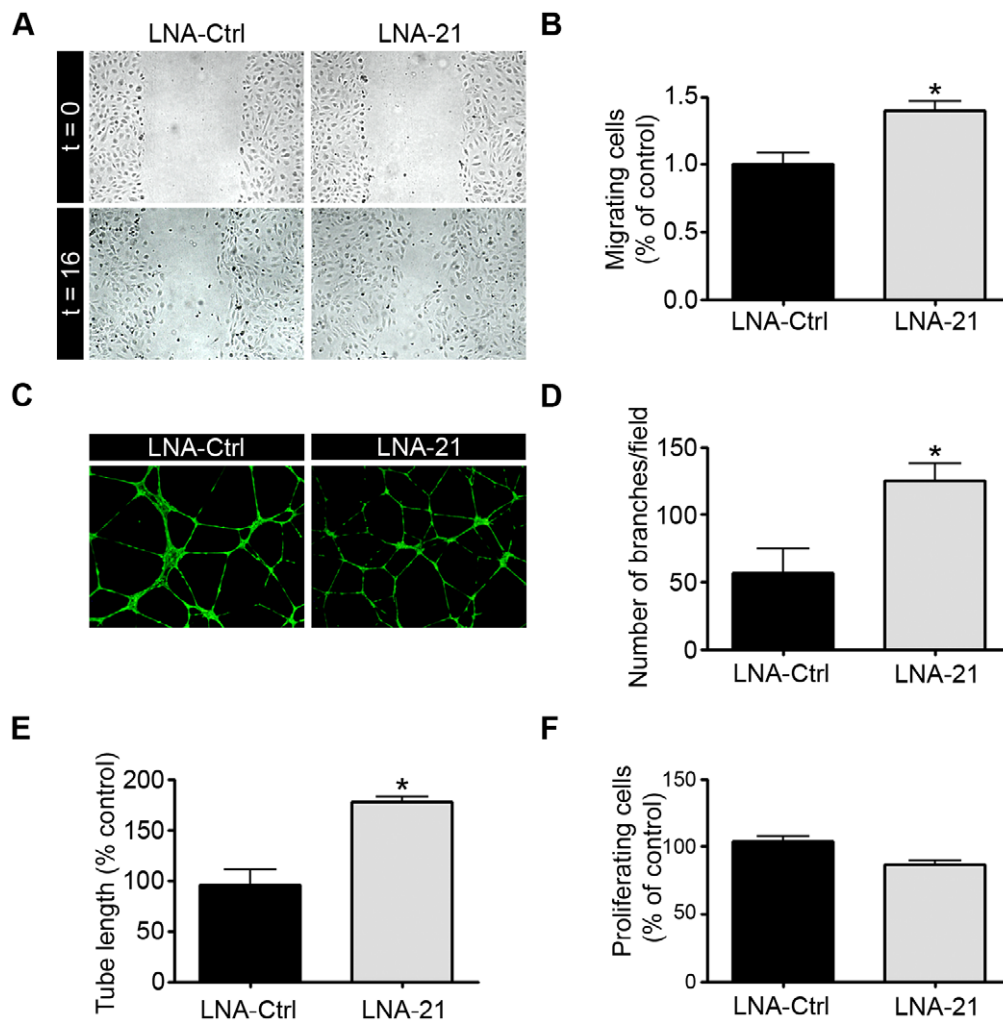 A
LNA-Ctrl
LNA-21
t = 0
t = 16
B
Migrating cells
(% of control)
1.5
1.0
0.5
0.0
*
LNA-Ctrl
LNA-21
C
LNA-Ctrl
LNA-21
D
Number of branches/field
150
100
50
0
*
LNA-Ctrl
LNA-21
E
Tube length (% control)
200
150
100
50
0
*
LNA-Ctrl
LNA-21
F
Proliferating cells
(% of control)
150
100
50
0
LNA-Ctrl
LNA-21